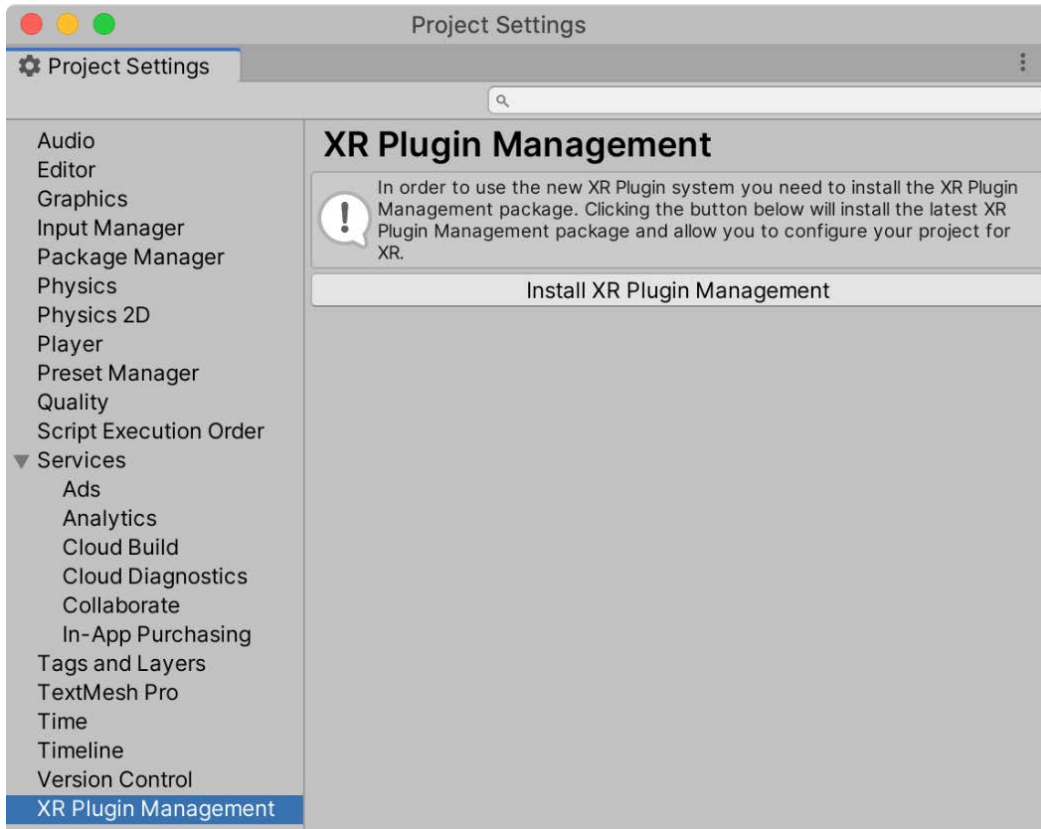 Project Settings
Project Settings
Audio
Editor
Graphics
Input Manager
Package Manager
Physics
Physics 2D
Player
Preset Manager
Quality
Script Execution Order
Services
Ads
Analytics
Cloud Build
Cloud Diagnostics
Collaborate
In-App Purchasing
Tags and Layers
TextMesh Pro
Time
Timeline
Version Control
XR Plugin Management
XR Plugin Management
In order to use the new XR Plugin system you need to install the XR Plugin
Management package. Clicking the button below will install the latest XR
Plugin Management package and allow you to configure your project for
XR.
Install XR Plugin Management